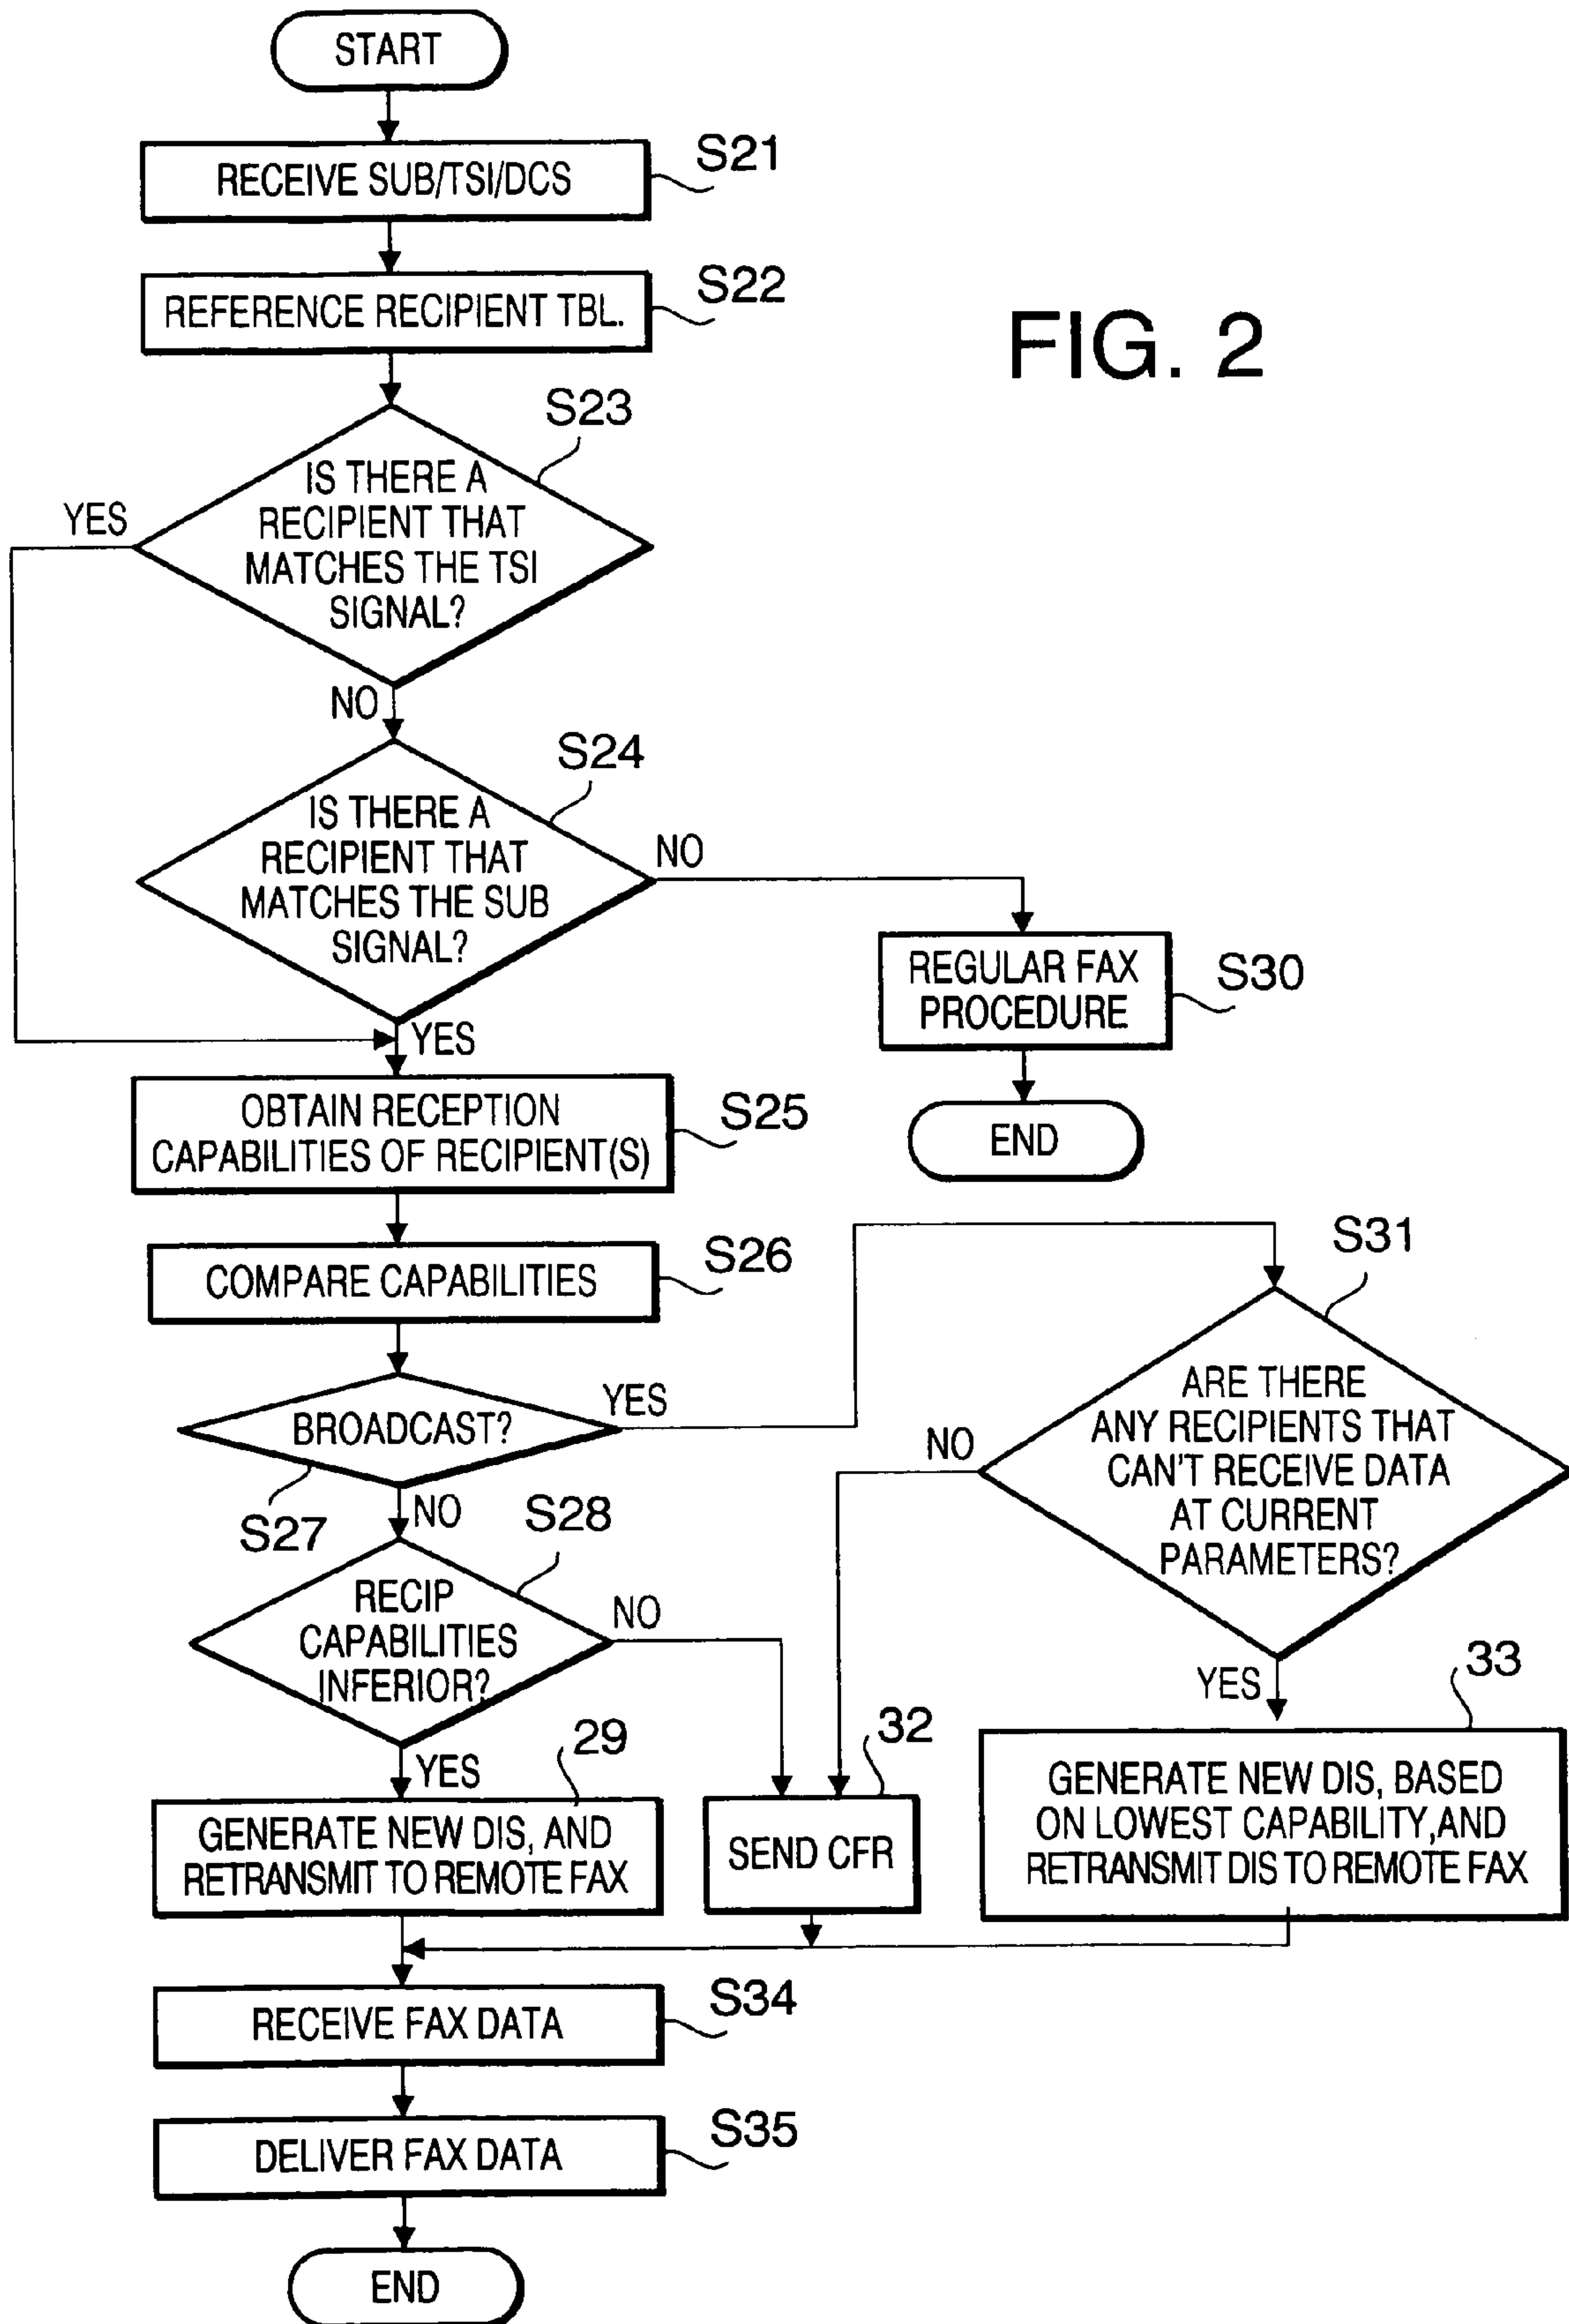 START
RECEIVE SUB/TSI/DCS
S21
REFERENCE RECIPIENT TBL.
S22
FIG. 2
S23
IS THERE A
RECIPIENT THAT
MATCHES THE TSI
SIGNAL?
YES
NO
S24
IS THERE A
RECIPIENT THAT
MATCHES THE SUB
SIGNAL?
NO
YES
REGULAR FAX
PROCEDURE
S30
END
OBTAIN RECEPTION
CAPABILITIES OF RECIPIENT(S)
S25
COMPARE CAPABILITIES
S26
BROADCAST?
YES
S27
NO
S31
ARE THERE
ANY RECIPIENTS THAT
CAN'T RECEIVE DATA
AT CURRENT
PARAMETERS?
NO
YES
S28
RECIP
CAPABILITIES
INFERIOR?
NO
YES
29
GENERATE NEW DIS, AND
RETRANSMIT TO REMOTE FAX
32
SEND CFR
33
GENERATE NEW DIS, BASED
ON LOWEST CAPABILITY,AND
RETRANSMIT DIS TO REMOTE FAX
RECEIVE FAX DATA
S34
DELIVER FAX DATA
S35
END